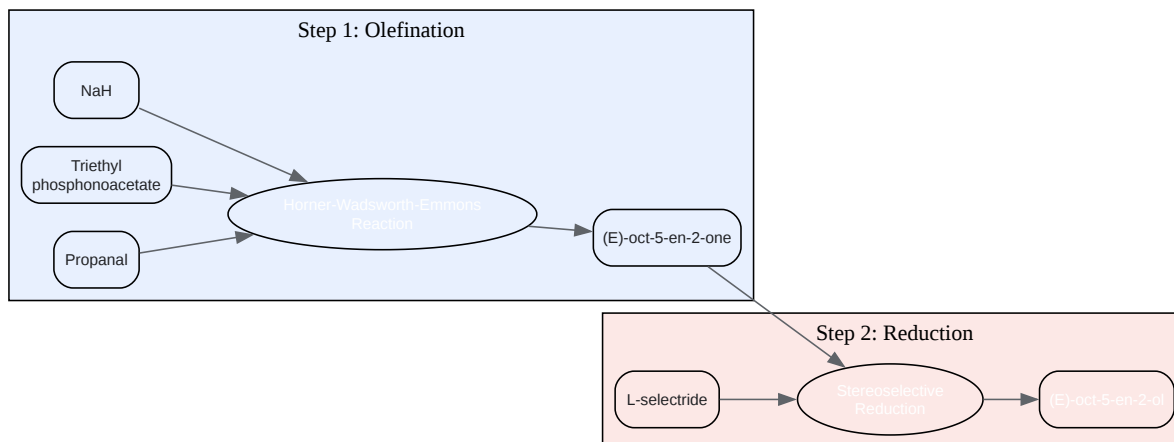 Step 1: Olefination
NaH
Triethyl
phosphonoacetate
Propanal
Horner-Wadsworth-Emmons
Reaction
(E)-oct-5-en-2-one
Step 2: Reduction
L-selectride
Stereoselective
Reduction
(E)-oct-5-en-2-ol